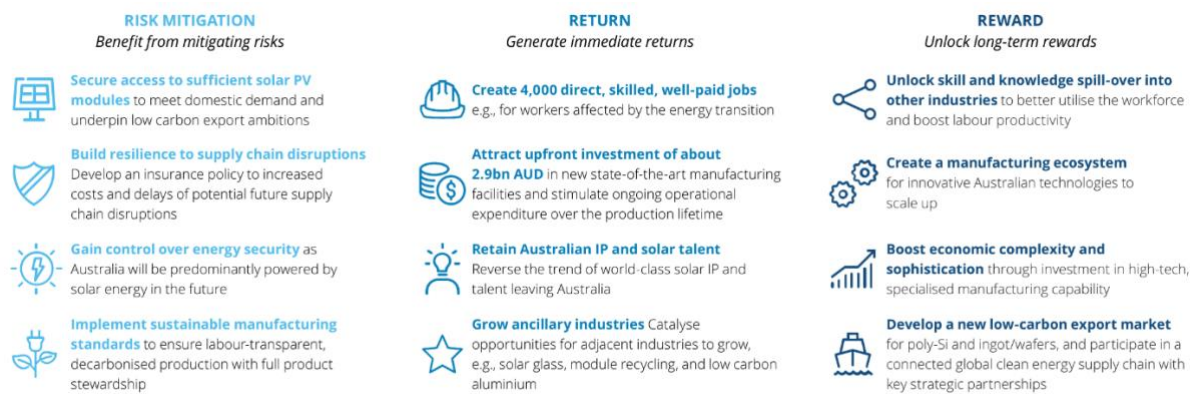 RISK MITIGATION
Benefit from mitigating risks
Secure access to sufficient solar PV
modules to meet domestic demand and
underpin low carbon export ambitions
Build resilience to supply chain disruptions
Develop an insurance policy to increased
costs and delays of potential future supply
chain disruptions
Gain control over energy security as
Australia will be predominantly powered by
solar energy in the future
Implement sustainable manufacturing
standards to ensure labour-transparent,
decarbonised production with full product
stewardship
RETURN
Generate immediate returns
Create 4,000 direct, skilled, well-paid jobs
e.g., for workers affected by the energy transition
Attract upfront investment of about
2.9bn AUD in new state-of-the-art manufacturing
facilities and stimulate ongoing operational
expenditure over the production lifetime
Retain Australian IP and solar talent
Reverse the trend of world-class solar IP and
talent leaving Australia
Grow ancillary industries Catalyse
opportunities for adjacent industries to grow,
e.g., solar glass, module recycling, and low carbon
aluminium
REWARD
Unlock long-term rewards
Unlock skill and knowledge spill-over into
other industries to better utilise the workforce
and boost labour productivity
Create a manufacturing ecosystem
for innovative Australian technologies to
scale up
Boost economic complexity and
sophistication through investment in high-tech,
specialised manufacturing capability
Develop a new low-carbon export market
for poly-Si and ingot/wafers, and participate in a
connected global clean energy supply chain with
key strategic partnerships